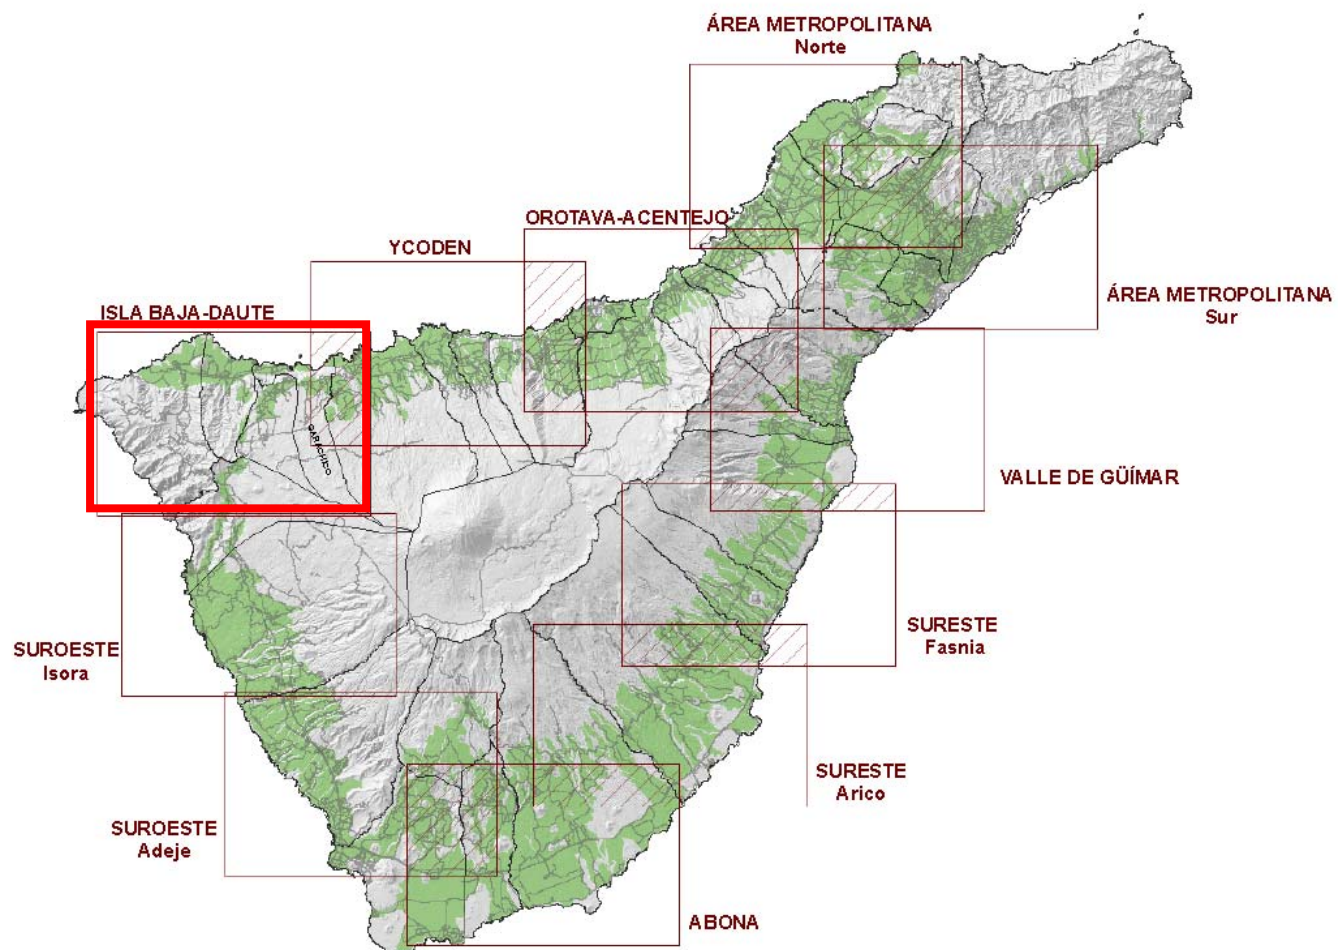 ÁREA METROPOLITANA
Norte
OROTAVA-ACENTEJO
YCODEN
ISLA BAJA-DAUTE
ÁREA METROPOLITANA
Sur
GARACHICO
VALLE DE GÜÍMAR
SUROESTE
Isora
SURESTE
Fasnia
SURESTE
Arico
SUROESTE
Adeje
ABONA